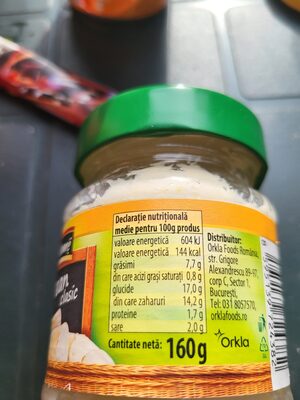 Declarație nutrițională
medie pentru 100g produs
valoare energetică 604 kJ
valoare energetică 144 kcal
grăsimi 7,7 g
din care acizi grași saturați 0,8 g
glucide 17,0 g
din care zaharuri 14,2 g
proteine 1,7 g
sare 2,0 g
Cantitate netă: 160g
Distribuitor:
Orkla Foods România,
str. Grigore
Alexandrescu 89-97,
corp C, Sector 1,
București,
Tel: 031 8057570,
orklafoods.ro
Orkla
classic